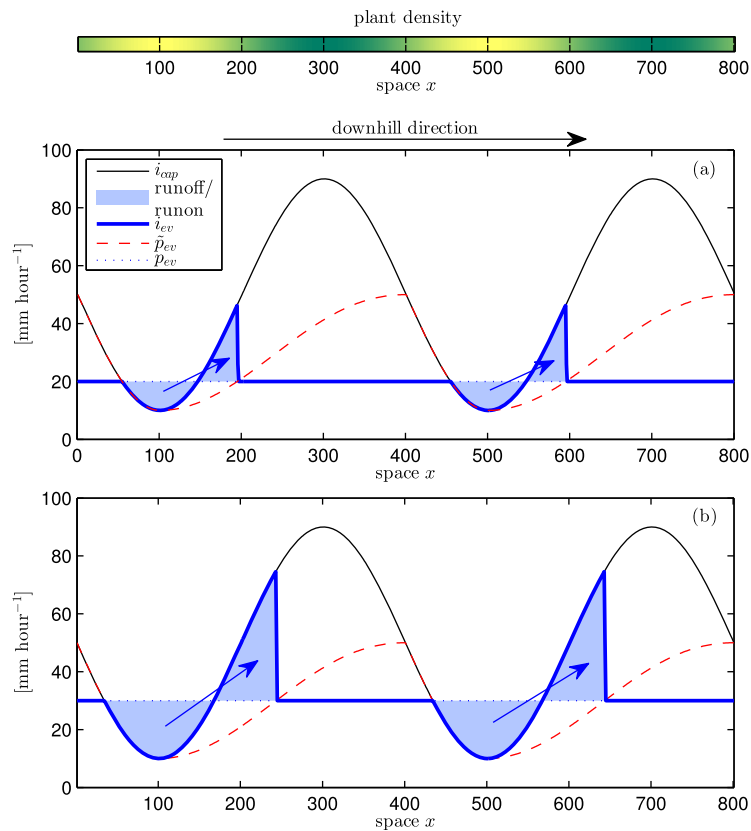 plant density
100 200 300 400 500 600 700 800
space x
downhill direction
(a)
i_cap
runoff/
runon
i_ev
p̃_ev
p_ev
[mm hour⁻¹]
100
80
60
40
20
0
0 100 200 300 400 500 600 700 800
space x
(b)
[mm hour⁻¹]
100
80
60
40
20
0
100 200 300 400 500 600 700 800
space x